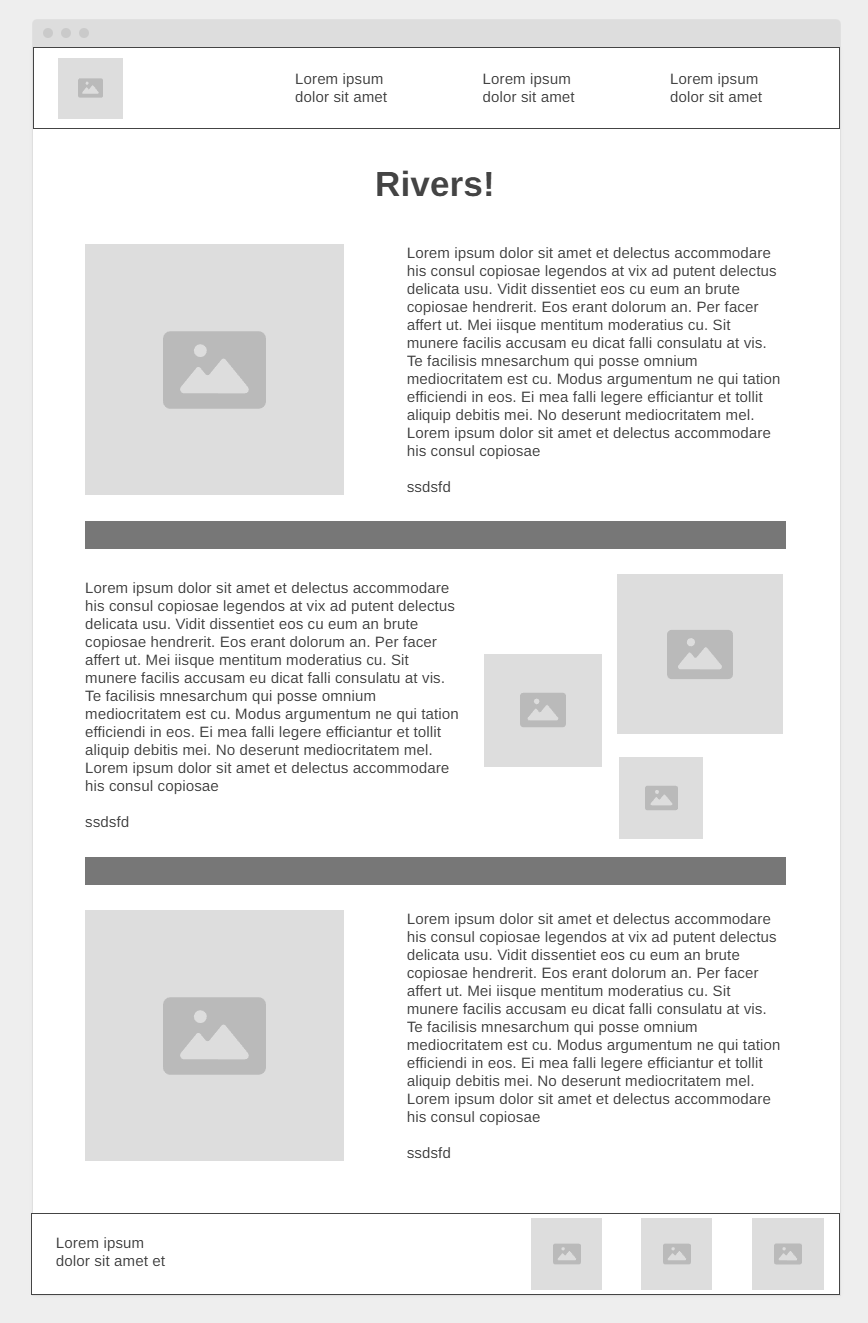 Lorem ipsum
dolor sit amet
Lorem ipsum
dolor sit amet
Lorem ipsum
dolor sit amet
Rivers!
Lorem ipsum dolor sit amet et delectus accommodare
his consul copiosae legendos at vix ad putent delectus
delicata usu. Vidit dissentiet eos cu eum an brute
copiosae hendrerit. Eos erant dolorum an. Per facer
affert ut. Mei iisque mentitum moderatius cu. Sit
munere facilis accusam eu dicat falli consulatu at vis.
Te facilisis mnesarchum qui posse omnium
mediocritatem est cu. Modus argumentum ne qui tation
efficiendi in eos. Ei mea falli legere efficiantur et tollit
aliquip debitis mei. No deserunt mediocritatem mel.
Lorem ipsum dolor sit amet et delectus accommodare
his consul copiosae
ssdsfd
Lorem ipsum dolor sit amet et delectus accommodare
his consul copiosae legendos at vix ad putent delectus
delicata usu. Vidit dissentiet eos cu eum an brute
copiosae hendrerit. Eos erant dolorum an. Per facer
affert ut. Mei iisque mentitum moderatius cu. Sit
munere facilis accusam eu dicat falli consulatu at vis.
Te facilisis mnesarchum qui posse omnium
mediocritatem est cu. Modus argumentum ne qui tation
efficiendi in eos. Ei mea falli legere efficiantur et tollit
aliquip debitis mei. No deserunt mediocritatem mel.
Lorem ipsum dolor sit amet et delectus accommodare
his consul copiosae
ssdsfd
Lorem ipsum dolor sit amet et delectus accommodare
his consul copiosae legendos at vix ad putent delectus
delicata usu. Vidit dissentiet eos cu eum an brute
copiosae hendrerit. Eos erant dolorum an. Per facer
affert ut. Mei iisque mentitum moderatius cu. Sit
munere facilis accusam eu dicat falli consulatu at vis.
Te facilisis mnesarchum qui posse omnium
mediocritatem est cu. Modus argumentum ne qui tation
efficiendi in eos. Ei mea falli legere efficiantur et tollit
aliquip debitis mei. No deserunt mediocritatem mel.
Lorem ipsum dolor sit amet et delectus accommodare
his consul copiosae
ssdsfd
Lorem ipsum
dolor sit amet et